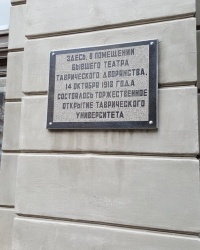 ЗДЕСЬ, В ПОМЕЩЕНИИ
БЫВШЕГО ТЕАТРА
ТАВРИЧЕСКОГО ДВОРЯНСТВА,
14 ОКТЯБРЯ 1918 ГОДА
СОСТОЯЛОСЬ ТОРЖЕСТВЕННОЕ
ОТКРЫТИЕ ТАВРИЧЕСКОГО
УНИВЕРСИТЕТА